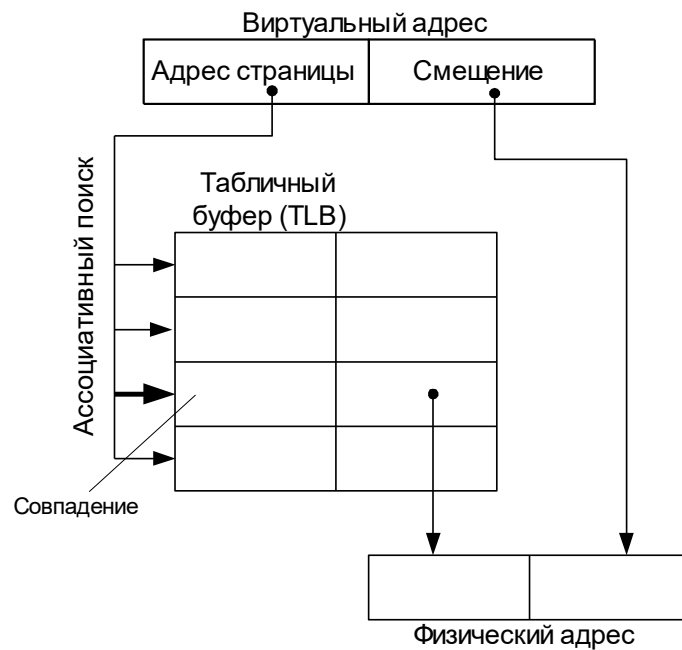 Виртуальный адрес
Адрес страницы
Смещение
Ассоциативный поиск
Табличный
буфер (TLB)
Совпадение
Физический адрес